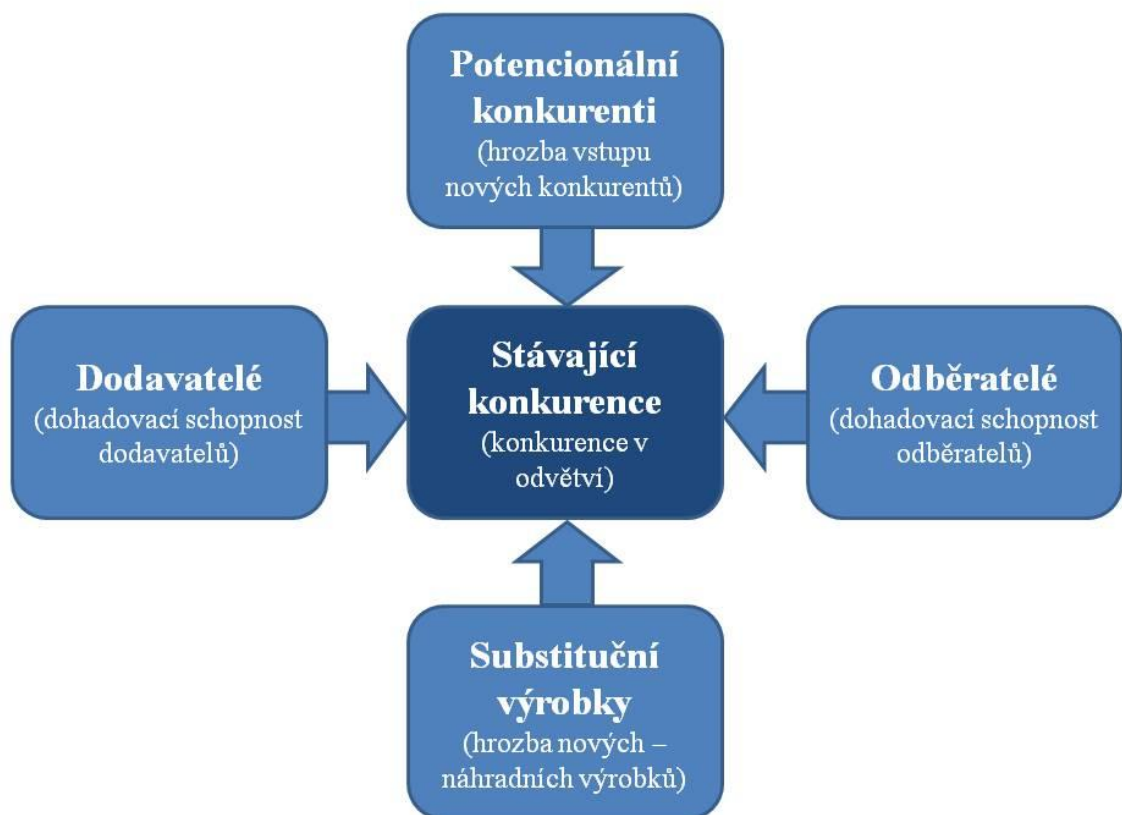 Potencionální
konkurenti
(hrozba vstupu
nových konkurentů)
Dodavatelé
(dohadovací schopnost
dodavatelů)
Stávající
konkurence
(konkurence v
odvětví)
Odběratelé
(dohadovací schopnost
odběratelů)
Substituční
výrobky
(hrozba nových –
náhradních výrobků)